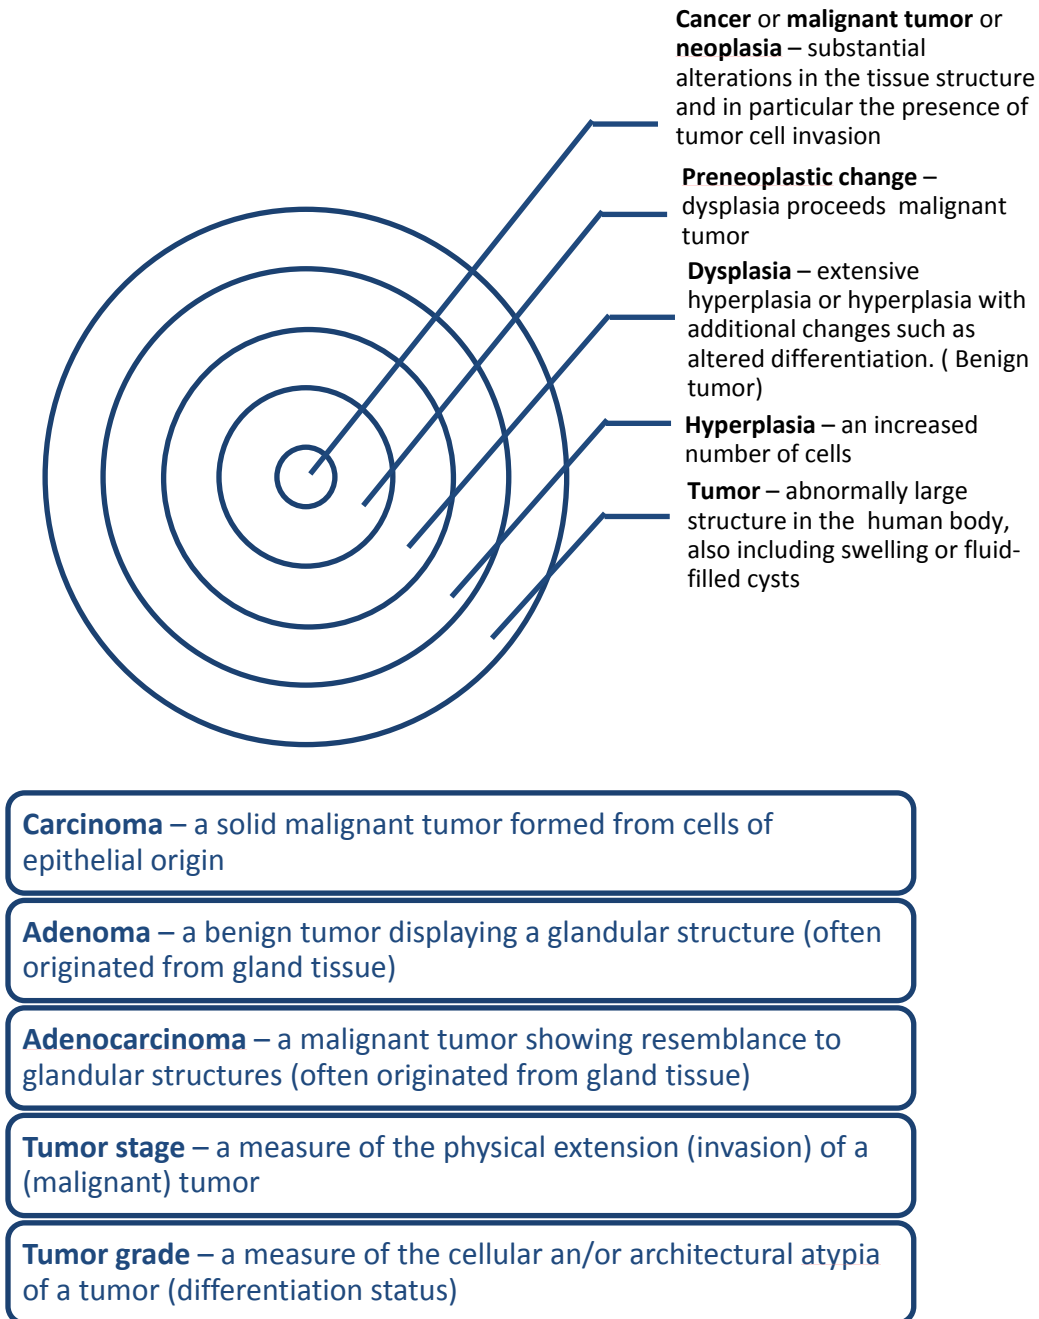 Cancer or malignant tumor or
neoplasia – substantial
alterations in the tissue structure
and in particular the presence of
tumor cell invasion
Preneoplastic change –
dysplasia proceeds malignant
tumor
Dysplasia – extensive
hyperplasia or hyperplasia with
additional changes such as
altered differentiation. ( Benign
tumor)
Hyperplasia – an increased
number of cells
Tumor – abnormally large
structure in the human body,
also including swelling or fluid-
filled cysts
Carcinoma – a solid malignant tumor formed from cells of
epithelial origin
Adenoma – a benign tumor displaying a glandular structure (often
originated from gland tissue)
Adenocarcinoma – a malignant tumor showing resemblance to
glandular structures (often originated from gland tissue)
Tumor stage – a measure of the physical extension (invasion) of a
(malignant) tumor
Tumor grade – a measure of the cellular an/or architectural atypia
of a tumor (differentiation status)